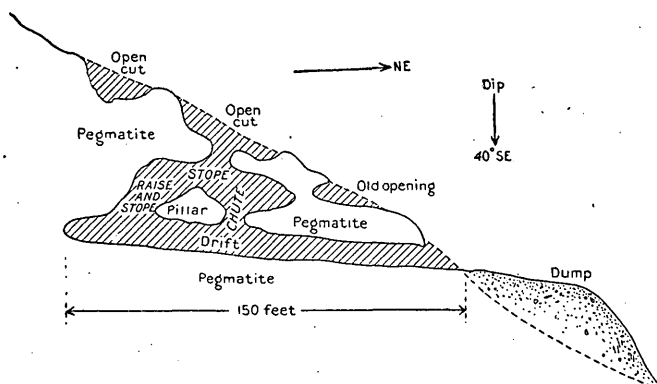 Open
cut
NE
Dip
Open
cut
40°SE
Pegmatite
STOPE
RAISE
AND
STOPE
Pillar
CHUTE
Old opening
Pegmatite
Drift
Pegmatite
Dump
150 feet